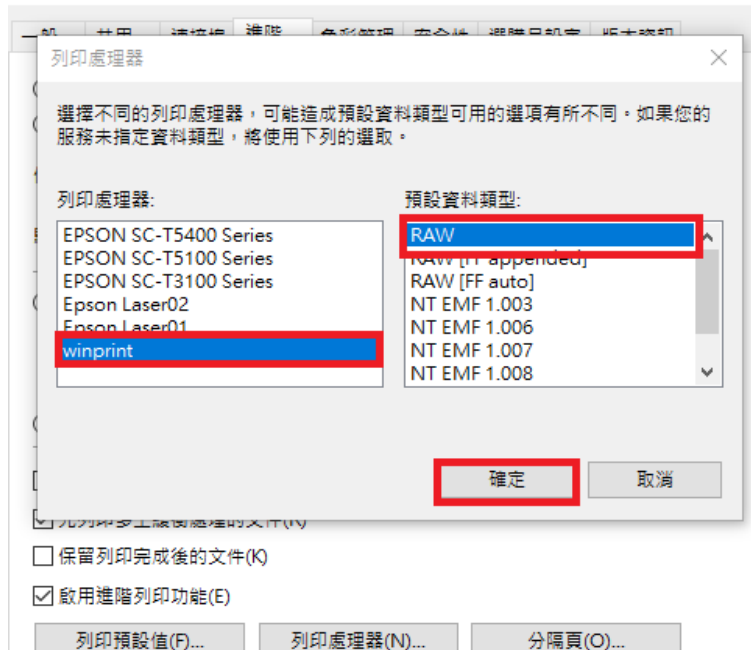 進階
列印處理器
選擇不同的列印處理器，可能造成預設資料類型可用的選項有所不同。如果您的
服務未指定資料類型，將使用下列的選取。
列印處理器:
EPSON SC-T5400 Series
EPSON SC-T5100 Series
EPSON SC-T3100 Series
Epson Laser02
Epson Laser01
winprint
預設資料類型:
RAW
RAW [FF appended]
RAW [FF auto]
NT EMF 1.003
NT EMF 1.006
NT EMF 1.007
NT EMF 1.008
確定
取消
保留列印完成後的文件(K)
啟用進階列印功能(E)
列印預設值(F)...
列印處理器(N)...
分隔頁(O)...